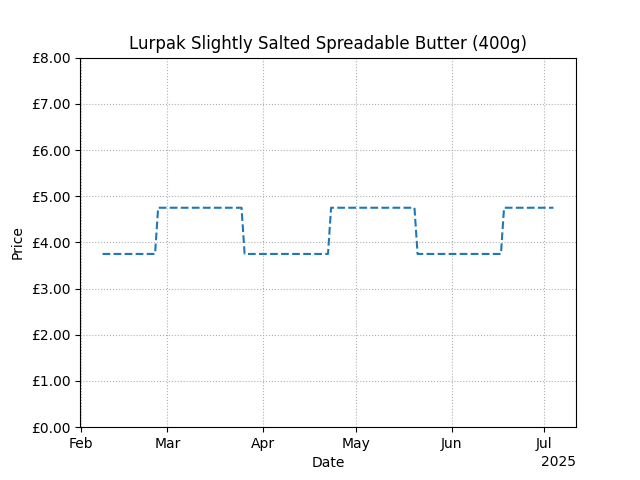 Lurpak Slightly Salted Spreadable Butter (400g)
£8.00
£7.00
£6.00
£5.00
£4.00
£3.00
£2.00
£1.00
£0.00
Price
Feb Mar Apr May Jun Jul
Date
2025